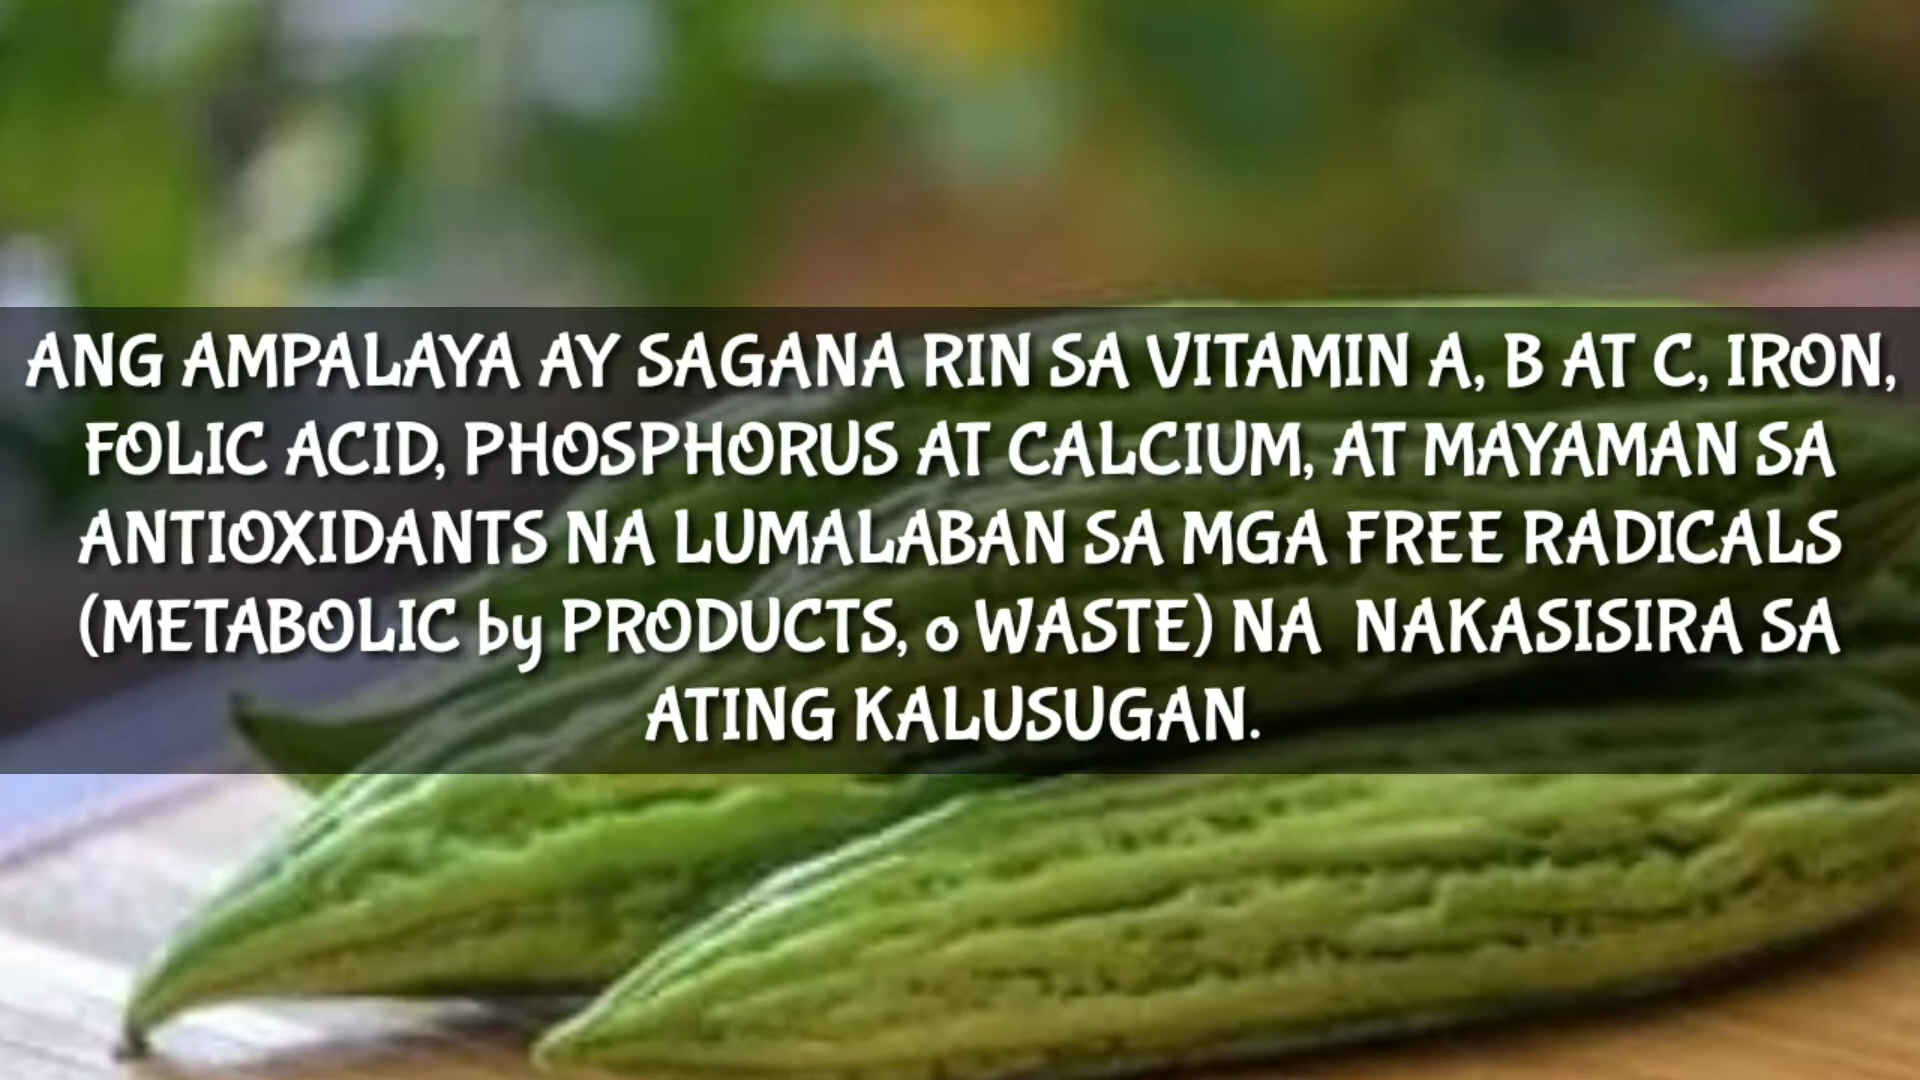 ANG AMPALAYA AY SAGANA RIN SA VITAMIN A, B AT C, IRON,
FOLIC ACID, PHOSPHORUS AT CALCIUM, AT MAYAMAN SA
ANTIOXIDANTS NA LUMALABAN SA MGA FREE RADICALS
(METABOLIC by PRODUCTS, o WASTE) NA NAKASISIRA SA
ATING KALUSUGAN.